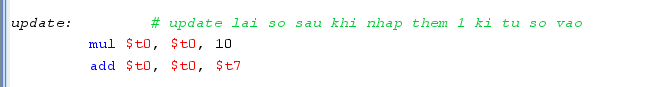 update: # update lai so sau khi nhap them 1 ki tu so vao
mul $t0, $t0, 10
add $t0, $t0, $t7